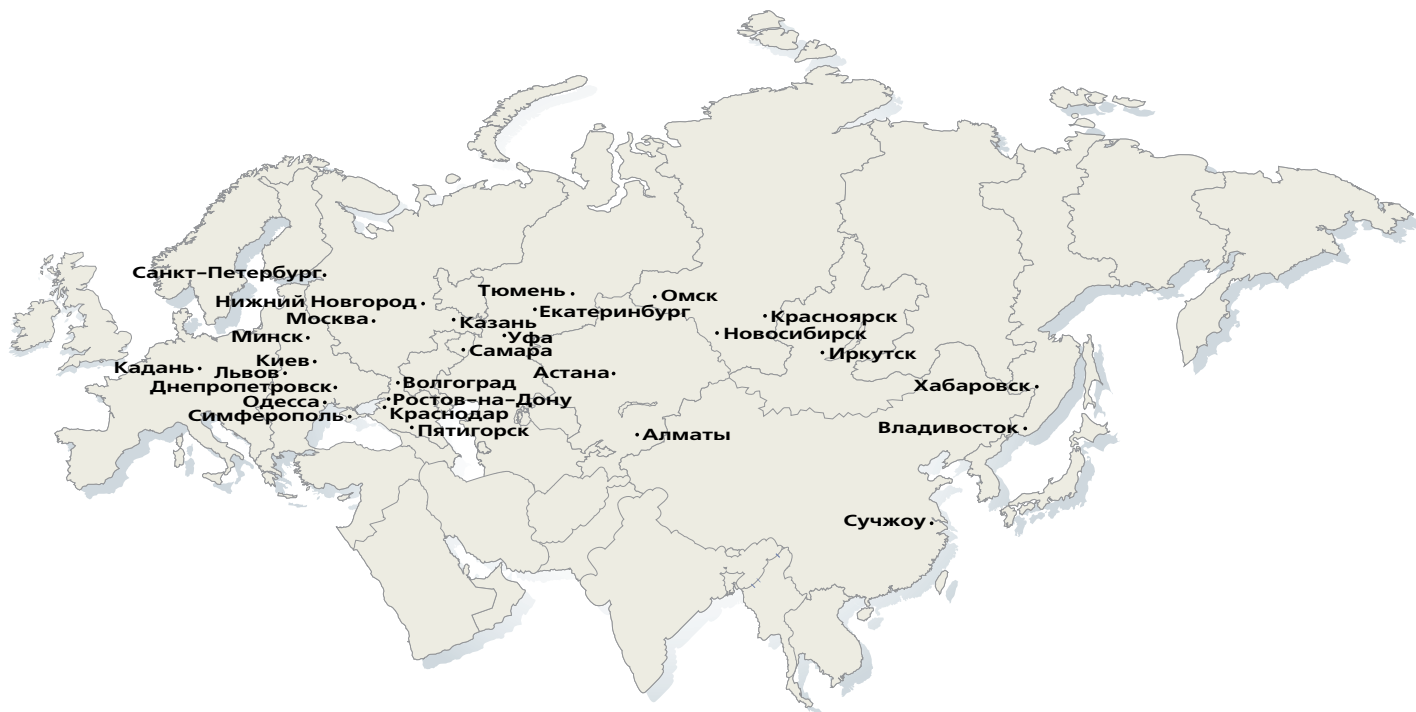 Санкт-Петербург
Тюмень
Омск
Нижний Новгород
Екатеринбург
Москва
Казань
Красноярск
Минск
Уфа
Новосибирск
Самара
Иркутск
Киев
Кадань
Львов
Астана
Днепропетровск
Волгоград
Хабаровск
Одесса
Ростов-на-Дону
Симферополь
Краснодар
Пятигорск
Алматы
Владивосток
Сучжоу